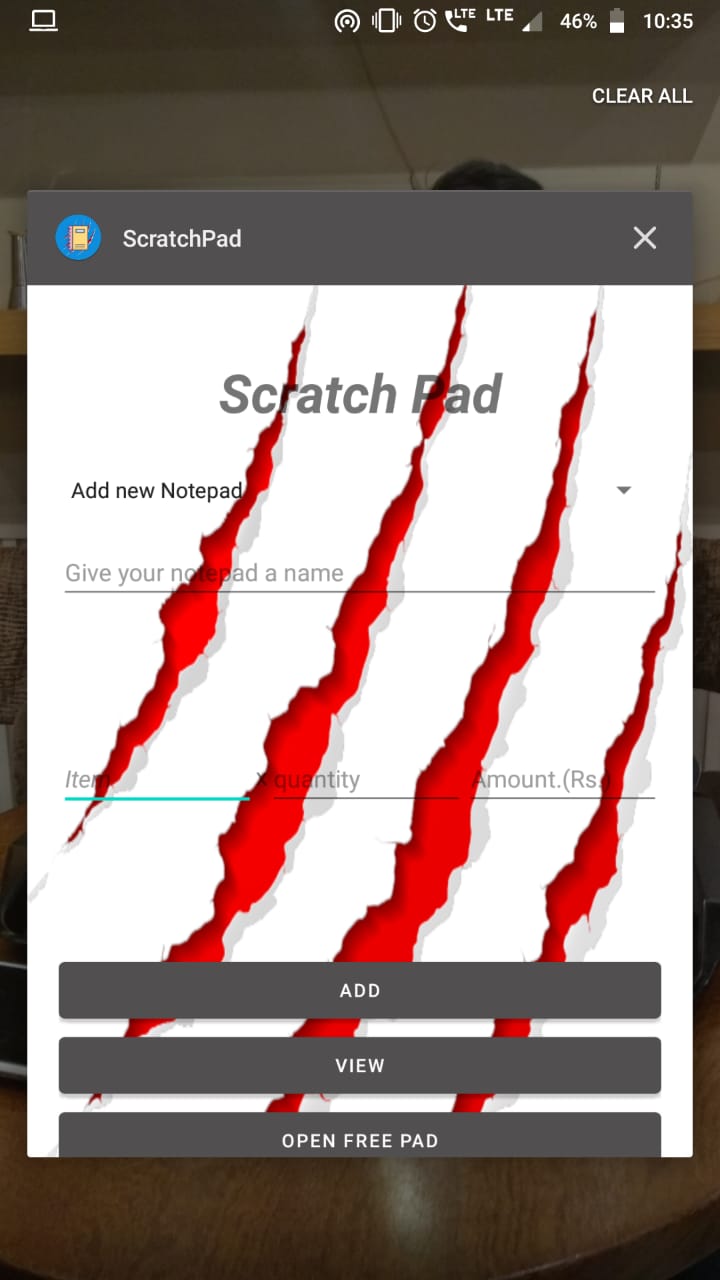 LTE LTE 46% 10:35
CLEAR ALL
ScratchPad
Scratch Pad
Add new Notepad
Give your notepad a name
Item x quantity Amount.(Rs.)
ADD
VIEW
OPEN FREE PAD